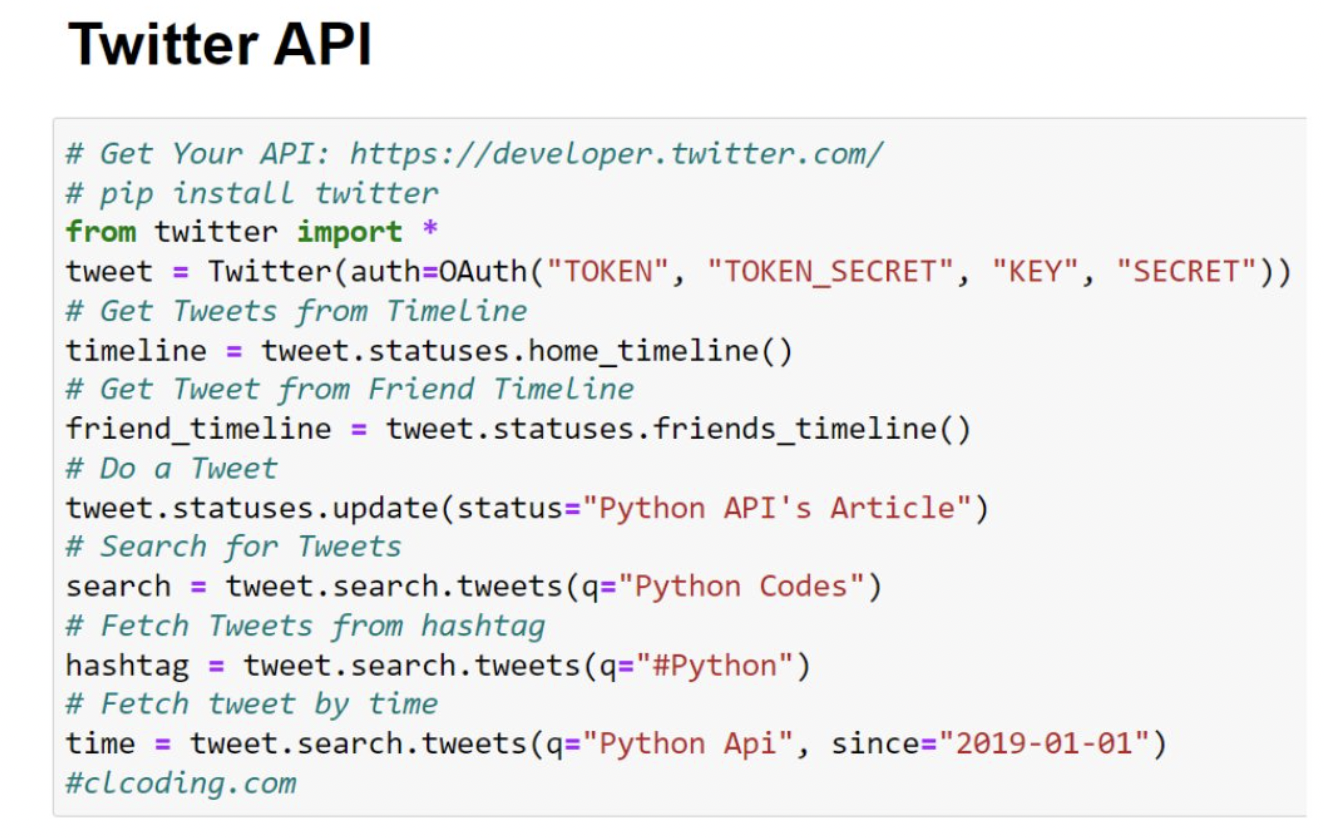 Twitter API
# Get Your API: https://developer.twitter.com/
# pip install twitter
from twitter import *
tweet = Twitter(auth=OAuth("TOKEN", "TOKEN_SECRET", "KEY", "SECRET"))
# Get Tweets from Timeline
timeline = tweet.statuses.home_timeline()
# Get Tweet from Friend Timeline
friend_timeline = tweet.statuses.friends_timeline()
# Do a Tweet
tweet.statuses.update(status="Python API's Article")
# Search for Tweets
search = tweet.search.tweets(q="Python Codes")
# Fetch Tweets from hashtag
hashtag = tweet.search.tweets(q="#Python")
# Fetch tweet by time
time = tweet.search.tweets(q="Python Api", since="2019-01-01")
#clcoding.com